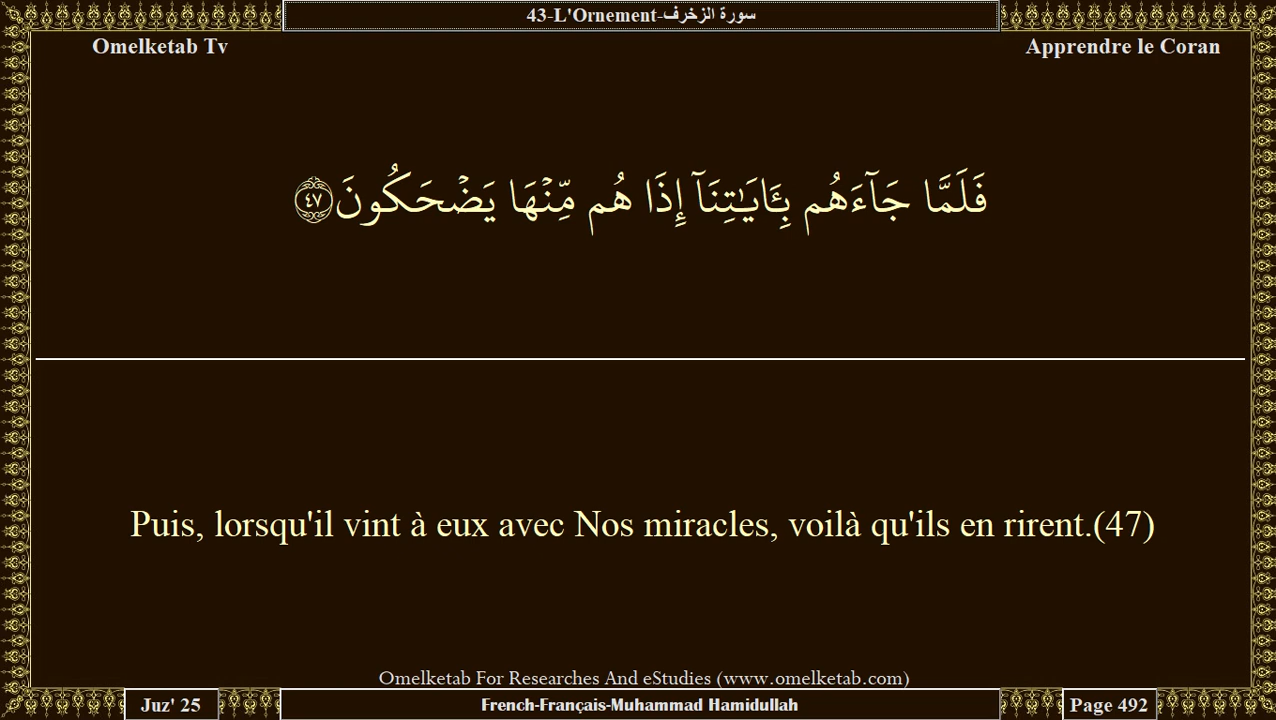 43-L'Ornement-سورة الزخرف
Omelketab Tv
Apprendre le Coran
فَلَمَّا جَآءَهُم بِـَٔايَـٰتِنَآ إِذَا هُم مِّنۡهَا يَضۡحَكُونَ ٤٧
Puis, lorsqu'il vint à eux avec Nos miracles, voilà qu'ils en rirent.(47)
Omelketab For Researches And eStudies (www.omelketab.com)
Juz' 25
French-Français-Muhammad Hamidullah
Page 492